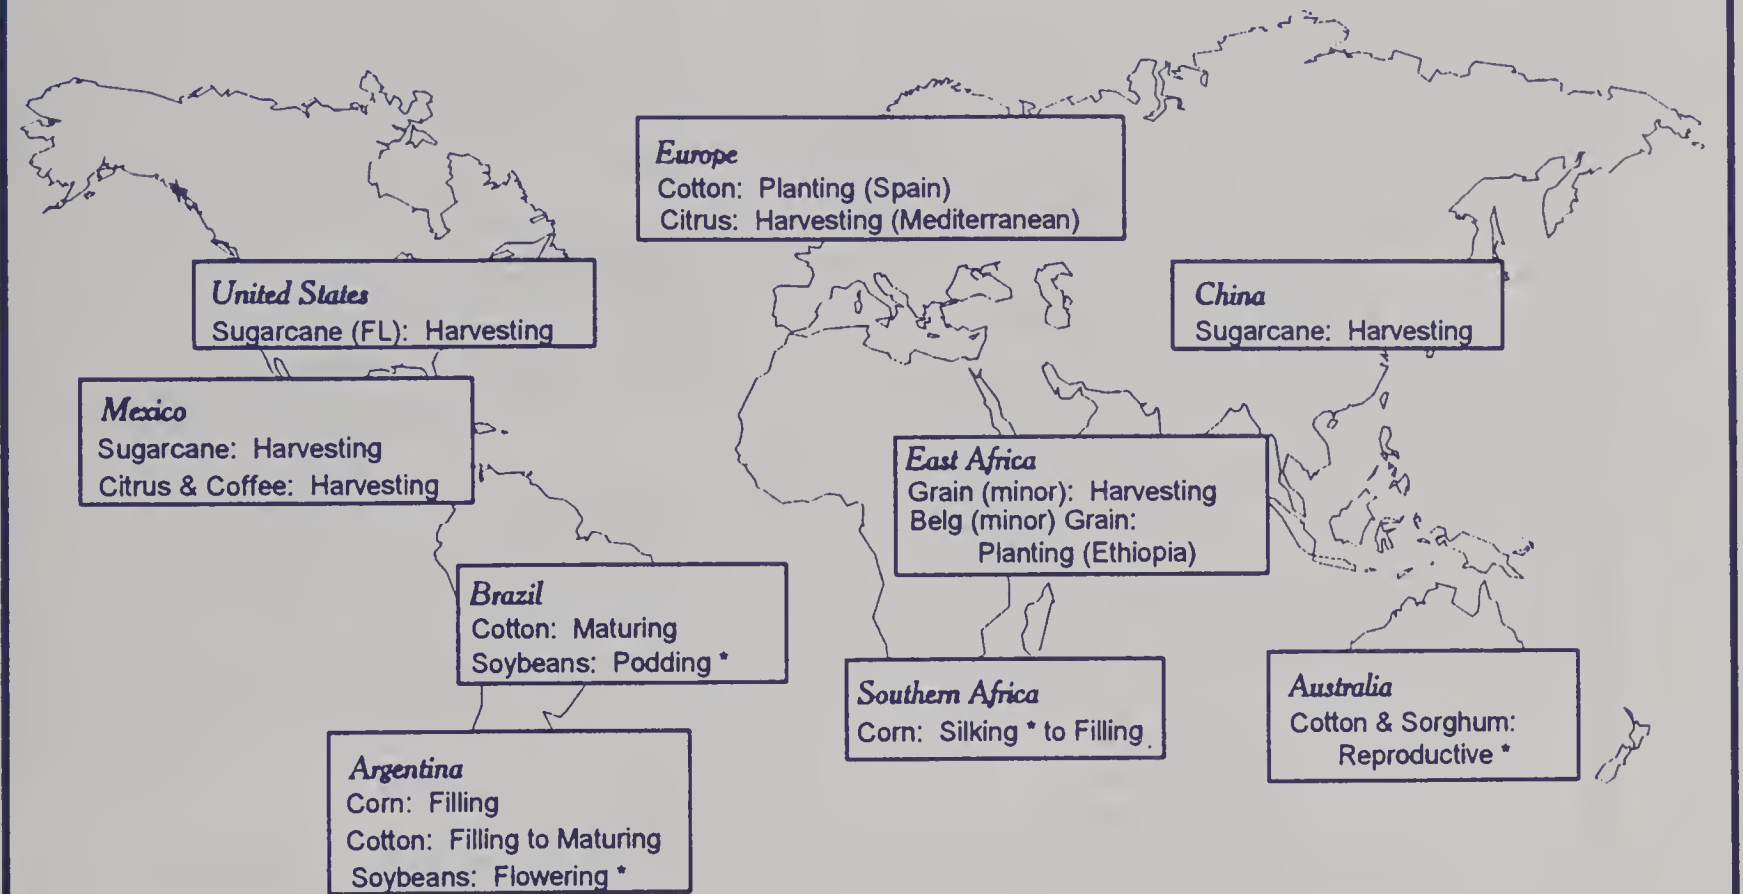 Europe
Cotton: Planting (Spain)
Citrus: Harvesting (Mediterranean)
United States
Sugarcane (FL): Harvesting
China
Sugarcane: Harvesting
Mexico
Sugarcane: Harvesting
Citrus & Coffee: Harvesting
East Africa
Grain (minor): Harvesting
Belg (minor) Grain:
Planting (Ethiopia)
Brazil
Cotton: Maturing
Soybeans: Podding *
Southern Africa
Corn: Silking * to Filling
Australia
Cotton & Sorghum:
Reproductive *
Argentina
Corn: Filling
Cotton: Filling to Maturing
Soybeans: Flowering *